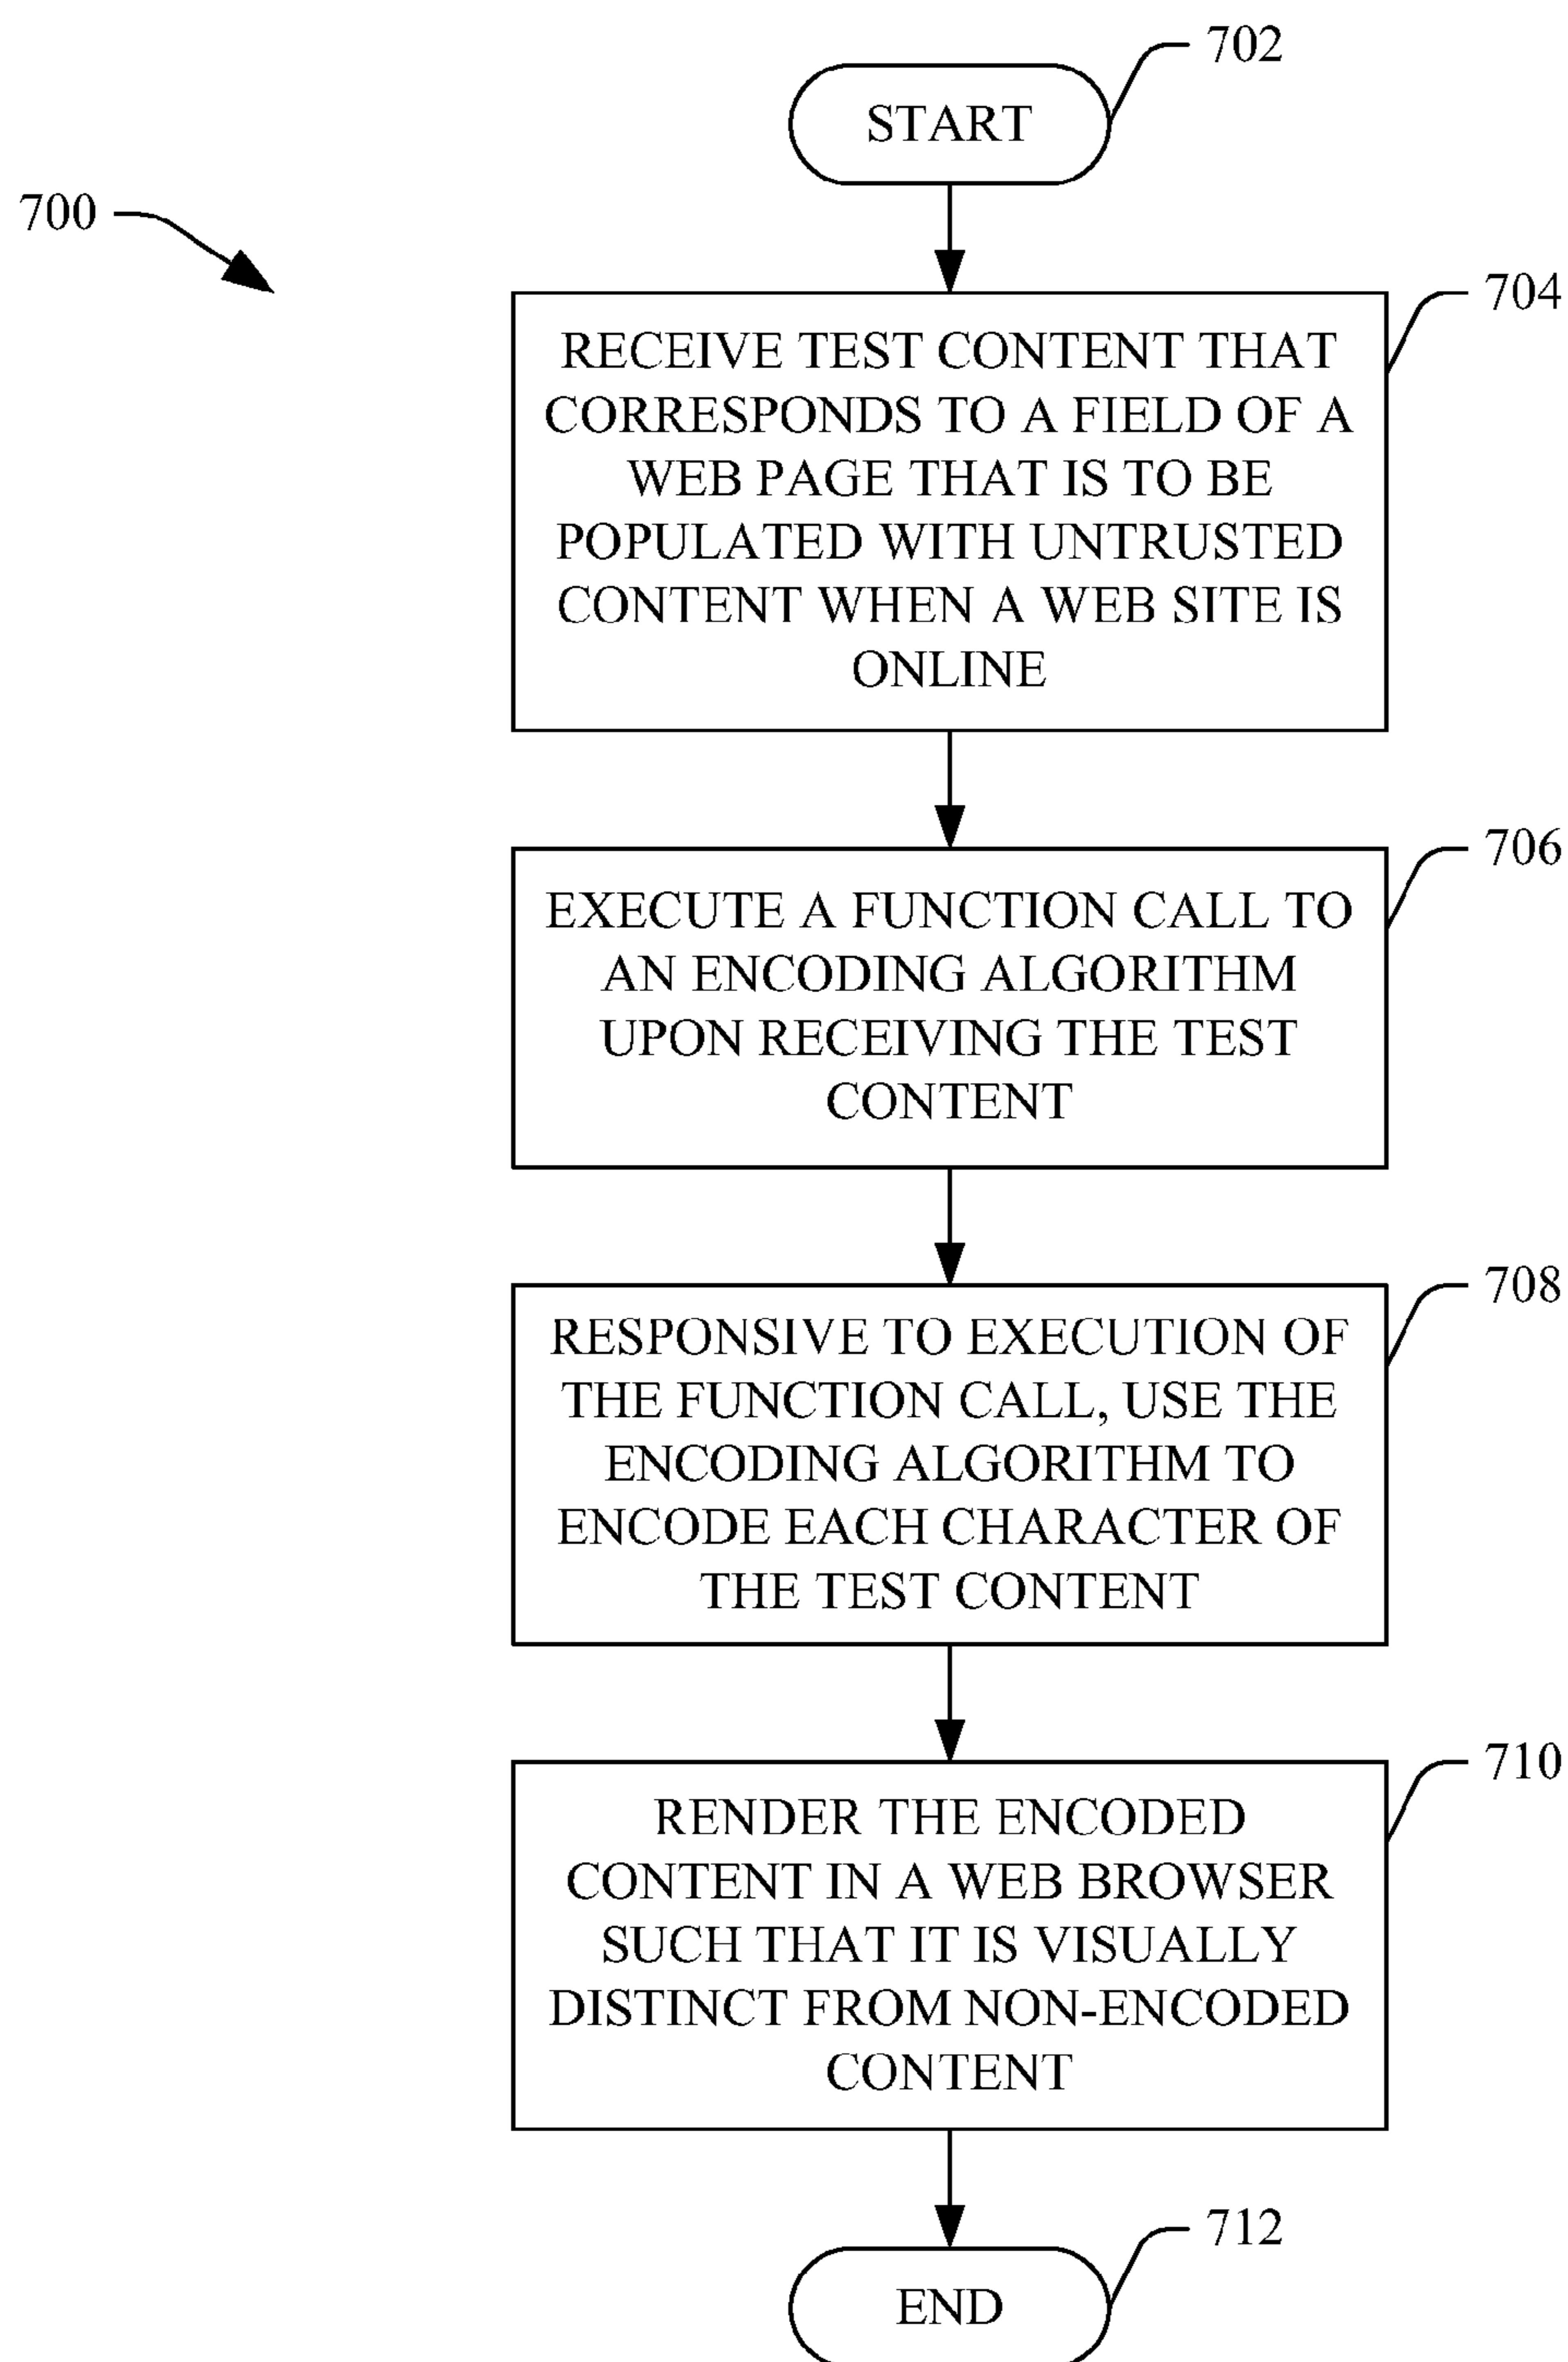 702
START
700
704
RECEIVE TEST CONTENT THAT
CORRESPONDS TO A FIELD OF A
WEB PAGE THAT IS TO BE
POPULATED WITH UNTRUSTED
CONTENT WHEN A WEB SITE IS
ONLINE
706
EXECUTE A FUNCTION CALL TO
AN ENCODING ALGORITHM
UPON RECEIVING THE TEST
CONTENT
708
RESPONSIVE TO EXECUTION OF
THE FUNCTION CALL, USE THE
ENCODING ALGORITHM TO
ENCODE EACH CHARACTER OF
THE TEST CONTENT
710
RENDER THE ENCODED
CONTENT IN A WEB BROWSER
SUCH THAT IT IS VISUALLY
DISTINCT FROM NON-ENCODED
CONTENT
712
END